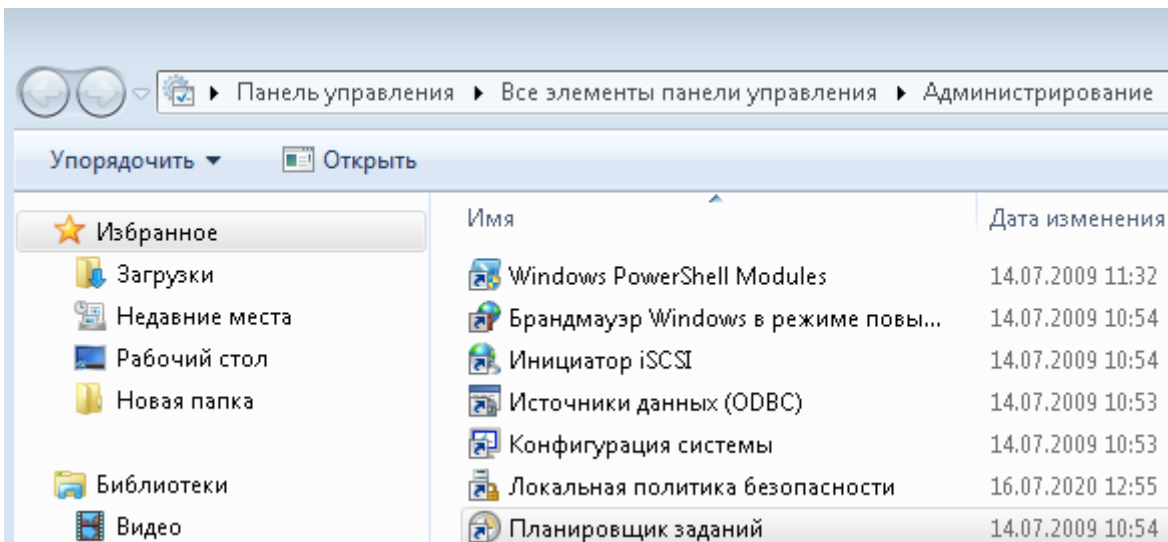 Панель управления ▸ Все элементы панели управления ▸ Администрирование
Упорядочить Открыть
Имя Дата изменения
Избранное
Загрузки
Недавние места
Рабочий стол
Новая папка
Библиотеки
Видео
Windows PowerShell Modules 14.07.2009 11:32
Брандмауэр Windows в режиме повы... 14.07.2009 10:54
Инициатор iSCSI 14.07.2009 10:54
Источники данных (ODBC) 14.07.2009 10:53
Конфигурация системы 14.07.2009 10:53
Локальная политика безопасности 16.07.2020 12:55
Планировщик заданий 14.07.2009 10:54